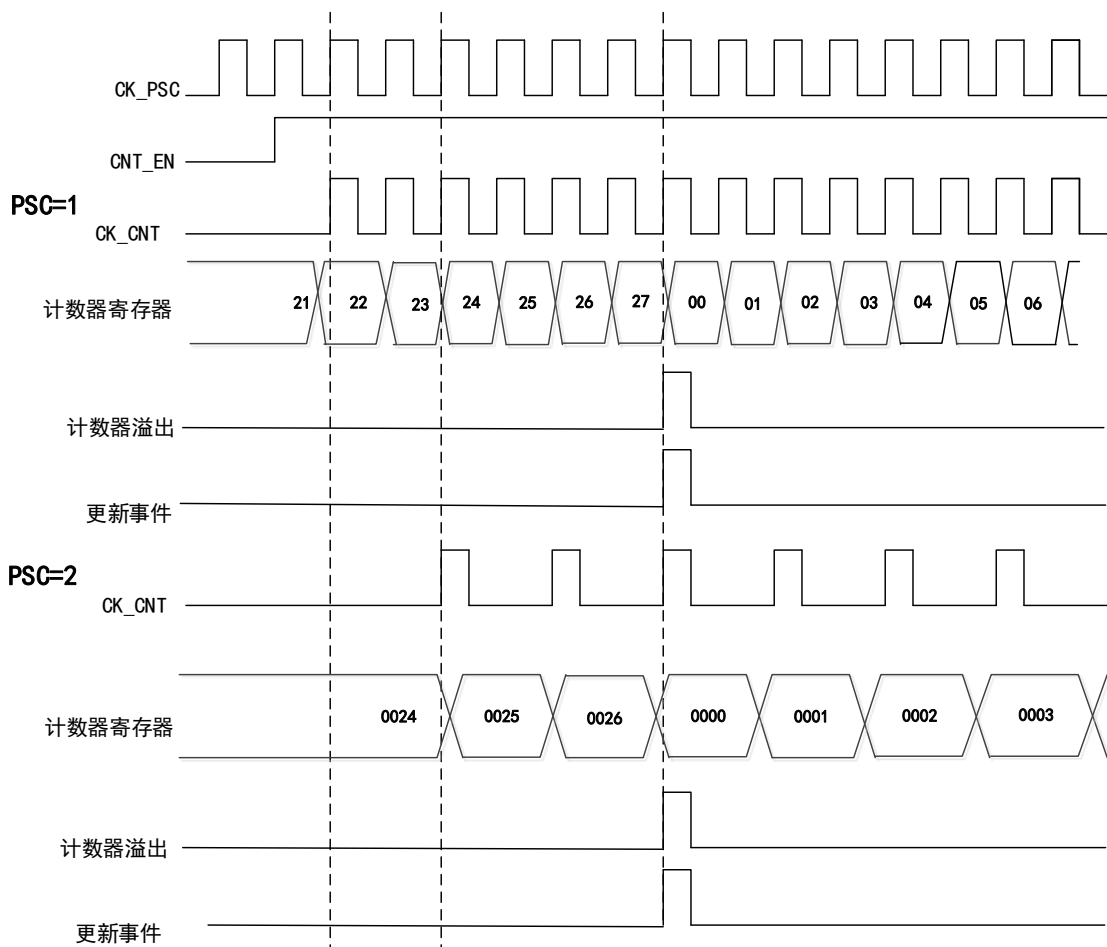 CK_PSC
CNT_EN
PSC=1
CK_CNT
计数器寄存器 21 22 23 24 25 26 27 00 01 02 03 04 05 06
计数器溢出
更新事件
PSC=2
CK_CNT
计数器寄存器 0024 0025 0026 0000 0001 0002 0003
计数器溢出
更新事件